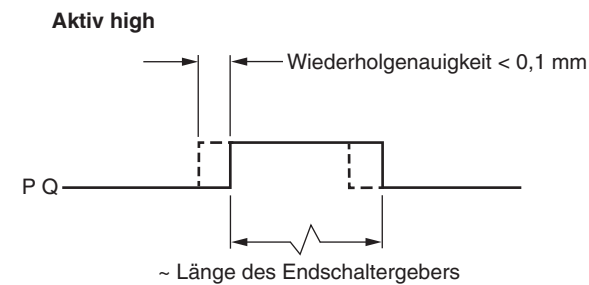 Aktiv high
Wiederholgenauigkeit < 0,1 mm
P Q
~ Länge des Endschaltergebers